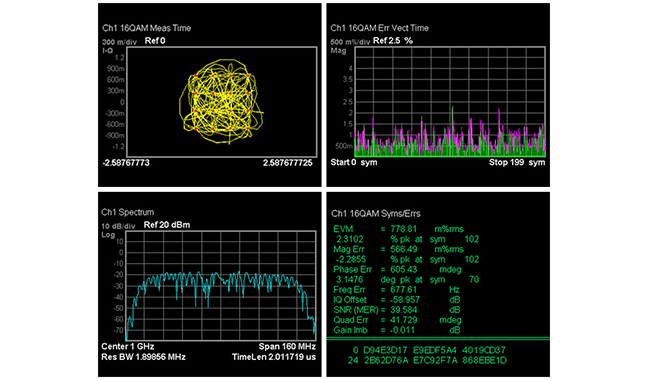 Ch1 16QAM Meas Time
300 m/div Ref 0
I-Q
1.2
900m
600m
300m
0
-300m
-600m
-900m
-1.2
-2.58767773 2.587677725
Ch1 16QAM Err Vect Time
500 m%/div Ref 2.5 %
Mag
4
3.5
3
2.5
2
1.5
1
500m
Start 0 sym Stop 199 sym
Ch1 Spectrum
10 dB/div Ref 20 dBm
Log
10
0
-10
-20
-30
-40
-50
-60
-70
Center 1 GHz Span 160 MHz
Res BW 1.89856 MHz TimeLen 2.011719 us
Ch1 16QAM Syms/Errs
EVM = 778.81 m%rms
2.3102 % pk at sym 102
Mag Err = 566.49 m%rms
-2.2855 % pk at sym 102
Phase Err = 605.43 mdeg
3.1476 deg pk at sym 70
Freq Err = 677.61 Hz
IQ Offset = -58.957 dB
SNR (MER) = 39.584 dB
Quad Err = 41.729 mdeg
Gain Imb = -0.011 dB
0 D94E3D17 E9EDF5A4 4019CD37
24 2B62D76A E7C92F7A 868EBE1D